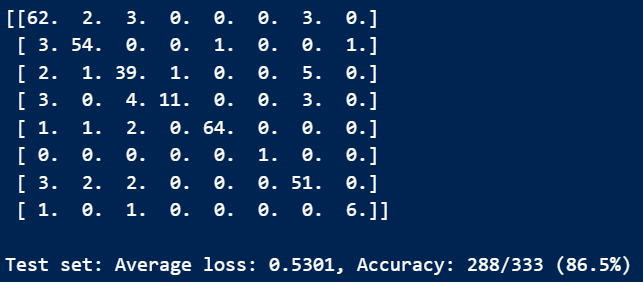 [[62. 2. 3. 0. 0. 0. 3. 0.]
[ 3. 54. 0. 0. 1. 0. 0. 1.]
[ 2. 1. 39. 1. 0. 0. 5. 0.]
[ 3. 0. 4. 11. 0. 0. 3. 0.]
[ 1. 1. 2. 0. 64. 0. 0. 0.]
[ 0. 0. 0. 0. 0. 1. 0. 0.]
[ 3. 2. 2. 0. 0. 0. 51. 0.]
[ 1. 0. 1. 0. 0. 0. 0. 6.]]
Test set: Average loss: 0.5301, Accuracy: 288/333 (86.5%)